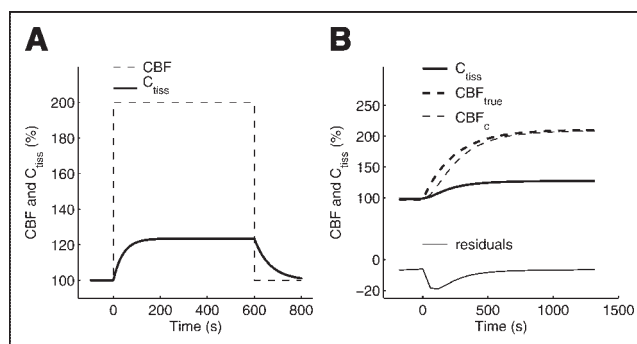 A
CBF
C_tiss
CBF and C_tiss (%)
200
180
160
140
120
100
0
200
400
600
800
Time (s)
B
C_tiss
CBF_true
CBF_c
CBF and C_tiss (%)
250
200
150
100
50
residuals
0
-20
0
500
1000
1500
Time (s)